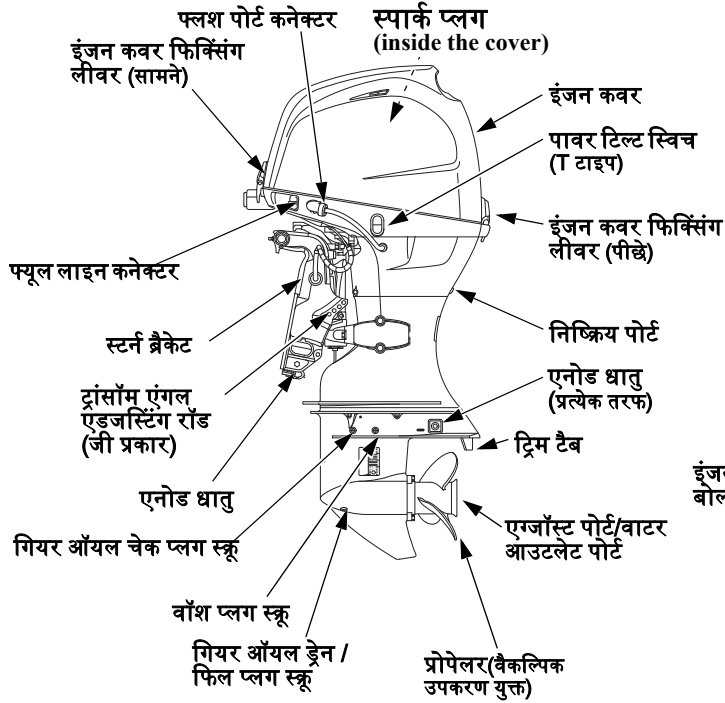 फ्लश पोर्ट कनेक्टर
स्पार्क प्लग
(inside the cover)
इंजन कवर फिक्सिंग
लीवर (सामने)
इंजन कवर
पावर टिल्ट स्विच
(T टाइप)
इंजन कवर फिक्सिंग
लीवर (पीछे)
फ्यूल लाइन कनेक्टर
निष्क्रिय पोर्ट
स्टर्न ब्रैकेट
एनोड धातु
(प्रत्येक तरफ)
ट्रांसॉम एंगल
एडजस्टिंग रॉड
(जी प्रकार)
ट्रिम टैब
एनोड धातु
एग्जॉस्ट पोर्ट/वाटर
आउटलेट पोर्ट
गियर ऑयल चेक प्लग स्क्रू
वॉश प्लग स्क्रू
गियर ऑयल ड्रेन /
फिल प्लग स्क्रू
प्रोपेलर(वैकल्पिक
उपकरण युक्त)